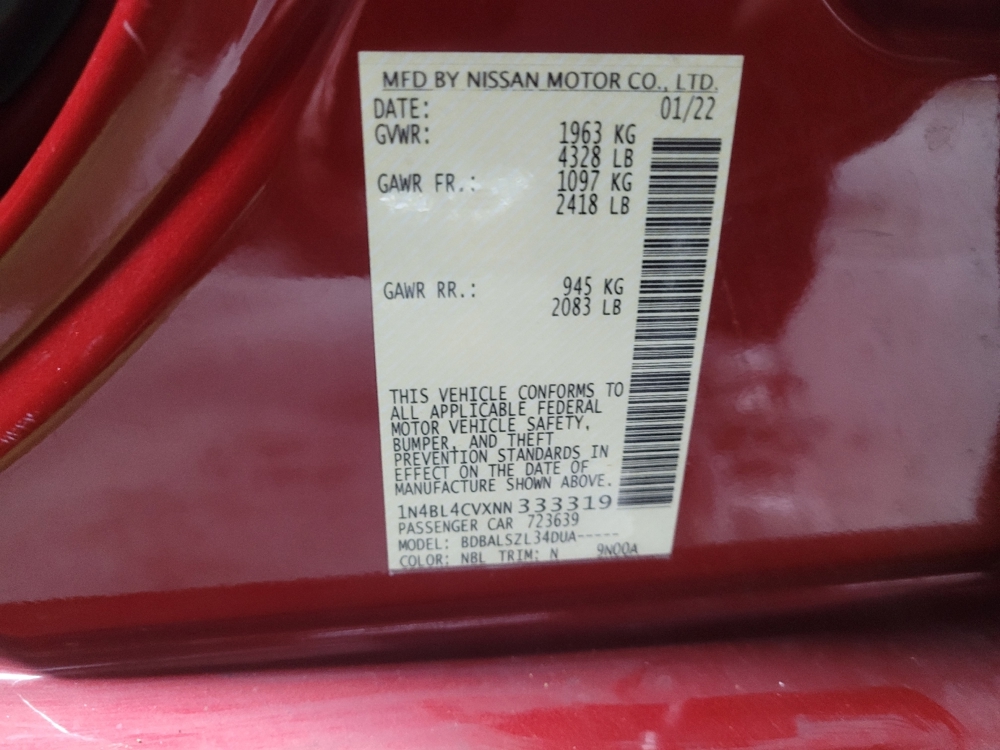 MFD BY NISSAN MOTOR CO., LTD.
DATE: 01/22
GVWR: 1963 KG
4328 LB
GAWR FR.: 1097 KG
2418 LB
GAWR RR.: 945 KG
2083 LB
THIS VEHICLE CONFORMS TO
ALL APPLICABLE FEDERAL
MOTOR VEHICLE SAFETY,
BUMPER, AND THEFT
PREVENTION STANDARDS IN
EFFECT ON THE DATE OF
MANUFACTURE SHOWN ABOVE.
1N4BL4CVXNN333319
PASSENGER CAR 723639
MODEL: BDBALSZL34DUA-----
COLOR: NBL TRIM: N 9N00A